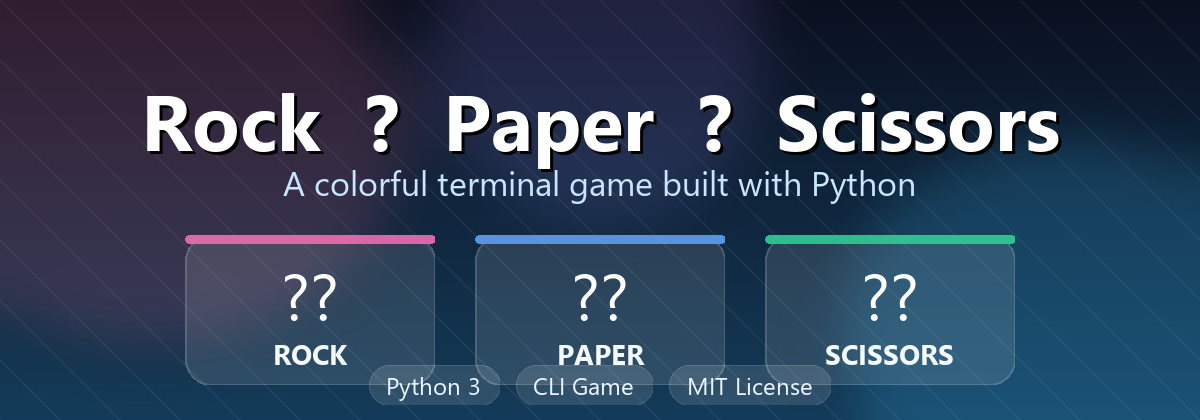 Rock ? Paper ? Scissors
A colorful terminal game built with Python
?? ?? ??
ROCK PAPER SCISSORS
Python 3 CLI Game MIT License